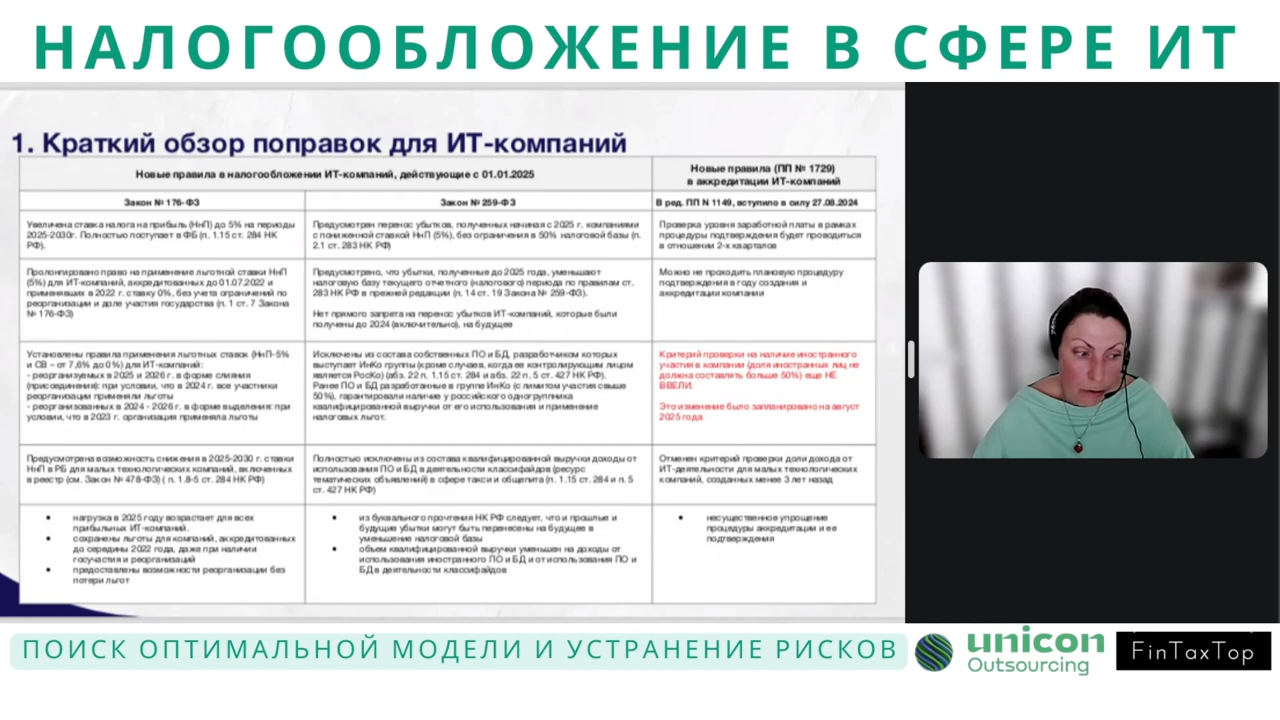 НАЛОГООБЛОЖЕНИЕ В СФЕРЕ ИТ
1. Краткий обзор поправок для ИТ-компаний
Новые правила в налогообложении ИТ-компаний, действующие с 01.01.2025
Новые правила (ПП № 1729)
в аккредитации ИТ-компаний
Закон № 176-ФЗ
Закон № 259-ФЗ
В ред. ПП N 1149, вступило в силу 27.08.2024
Увеличена ставка налога на прибыль (НнП) до 5% на периоды
2025-2030г. Полностью поступает в ФБ (п. 1.15 ст. 284 НК
РФ).
Предусмотрен перенос убытков, полученных начиная с 2025 г. компаниями
с пониженной ставкой НнП (5%), без ограничения в 50% налоговой базы (п.
2.1 ст. 283 НК РФ)
Проверка уровня заработной платы в рамках
процедуры подтверждения будет проводиться
в отношении 2-х кварталов
Пролонгировано право на применение льготной ставки НнП
(5%) для ИТ-компаний, аккредитованных до 01.07.2022 и
применявших в 2022 г. ставку 0%, без учета ограничений по
реорганизации и доле участия государства (п. 1 ст. 7 Закона
№ 176-ФЗ)
Предусмотрено, что убытки, полученные до 2025 года, уменьшают
налоговую базу текущего отчетного (налогового) периода по правилам ст.
283 НК РФ в прежней редакции (п. 14 ст. 19 Закона № 259-ФЗ).
Нет прямого запрета на перенос убытков ИТ-компаний, которые были
получены до 2024 (включительно), на будущее
Можно не проходить плановую процедуру
подтверждения в году создания и
аккредитации компании
Установлены правила применения льготных ставок (НнП-5%
и СВ – от 7,6% до 0%) для ИТ-компаний:
- реорганизуемых в 2025 и 2026 г. в форме слияния
(присоединения): при условии, что в 2024 г. все участники
реорганизации применяли льготы
- реорганизованных в 2024 - 2026 г. в форме выделения: при
условии, что в 2023 г. организация применяла льготы
Исключены из состава собственных ПО и БД, разработчиком которых
выступает ИнКо группы (кроме случаев, когда ее контролирующим лицом
является РосКо) (абз. 22 п. 1.15 ст. 284 и абз. 22 п. 5 ст. 427 НК РФ).
Ранее ПО и БД разработанные в группе ИнКо (с лимитом участия свыше
50%), гарантировали наличие у российского одногруппника
квалифицированной выручки от его использования и применение
налоговых льгот.
Критерий проверки на наличие иностранного
участия в компании (доля иностранных лиц не
должна составлять больше 50%) еще НЕ
ВВЕЛИ.
Это изменение было запланировано на август
2025 года
Предусмотрена возможность снижения в 2025-2030 г. ставки
НнП в РБ для малых технологических компаний, включенных
в реестр (см. Закон № 478-ФЗ) ( п. 1.8-5 ст. 284 НК РФ)
Полностью исключены из состава квалифицированной выручки доходы от
использования ПО и БД в деятельности классифайдов (ресурс
тематических объявлений) в сфере такси и общепита (п. 1.15 ст. 284 и п. 5
ст. 427 НК РФ)
Отменен критерий проверки доли дохода от
ИТ-деятельности для малых технологических
компаний, созданных менее 3 лет назад
• нагрузка в 2025 году возрастает для всех
прибыльных ИТ-компаний.
• сохранены льготы для компаний, аккредитованных
до середины 2022 года, даже при наличии
госучастия и реорганизаций
• предоставлены возможности реорганизации без
потери льгот
• из буквального прочтения НК РФ следует, что и прошлые и
будущие убытки могут быть перенесены на будущее в
уменьшение налоговой базы
• объем квалифицированной выручки уменьшен на доходы от
использования иностранного ПО и БД и от использования ПО и
БД в деятельности классифайдов
• несущественное упрощение
процедуры аккредитации и ее
подтверждения
ПОИСК ОПТИМАЛЬНОЙ МОДЕЛИ И УСТРАНЕНИЕ РИСКОВ
unicon
Outsourcing
FinTaxTop